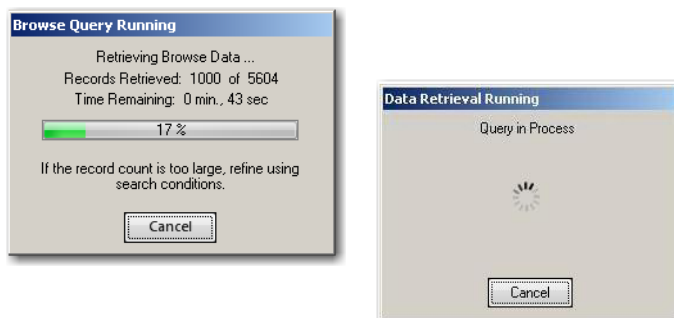 Browse Query Running
Retrieving Browse Data ...
Records Retrieved: 1000 of 5604
Time Remaining: 0 min., 43 sec
17 %
If the record count is too large, refine using
search conditions.
Cancel
Data Retrieval Running
Query in Process
Cancel